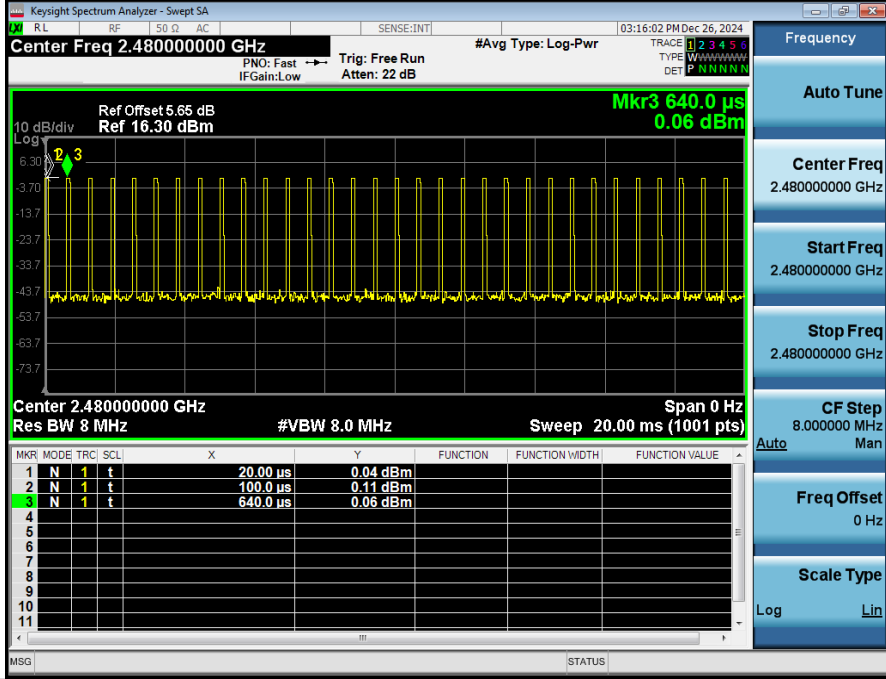 Keysight Spectrum Analyzer - Swept SA
LXI RL RF 50 Ω AC SENSE:INT 03:16:02 PM Dec 26, 2024
Center Freq 2.480000000 GHz #Avg Type: Log-Pwr TRACE 1 2 3 4 5 6
PNO: Fast Trig: Free Run TYPE WWWWWW
IFGain:Low Atten: 22 dB DET P N N N N N
Mkr3 640.0 µs
0.06 dBm
Ref Offset 5.65 dB
10 dB/div Ref 16.30 dBm
Log
6.30
-3.70
-13.7
-23.7
-33.7
-43.7
-53.7
-63.7
-73.7
1 2 3
Center 2.480000000 GHz Span 0 Hz
Res BW 8 MHz #VBW 8.0 MHz Sweep 20.00 ms (1001 pts)
MKR MODE TRC SCL X Y FUNCTION FUNCTION WIDTH FUNCTION VALUE
1 N 1 t 20.00 µs 0.04 dBm
2 N 1 t 100.0 µs 0.11 dBm
3 N 1 t 640.0 µs 0.06 dBm
4
5
6
7
8
9
10
11
MSG STATUS
Frequency
Auto Tune
Center Freq
2.480000000 GHz
Start Freq
2.480000000 GHz
Stop Freq
2.480000000 GHz
CF Step
8.000000 MHz
Auto Man
Freq Offset
0 Hz
Scale Type
Log Lin